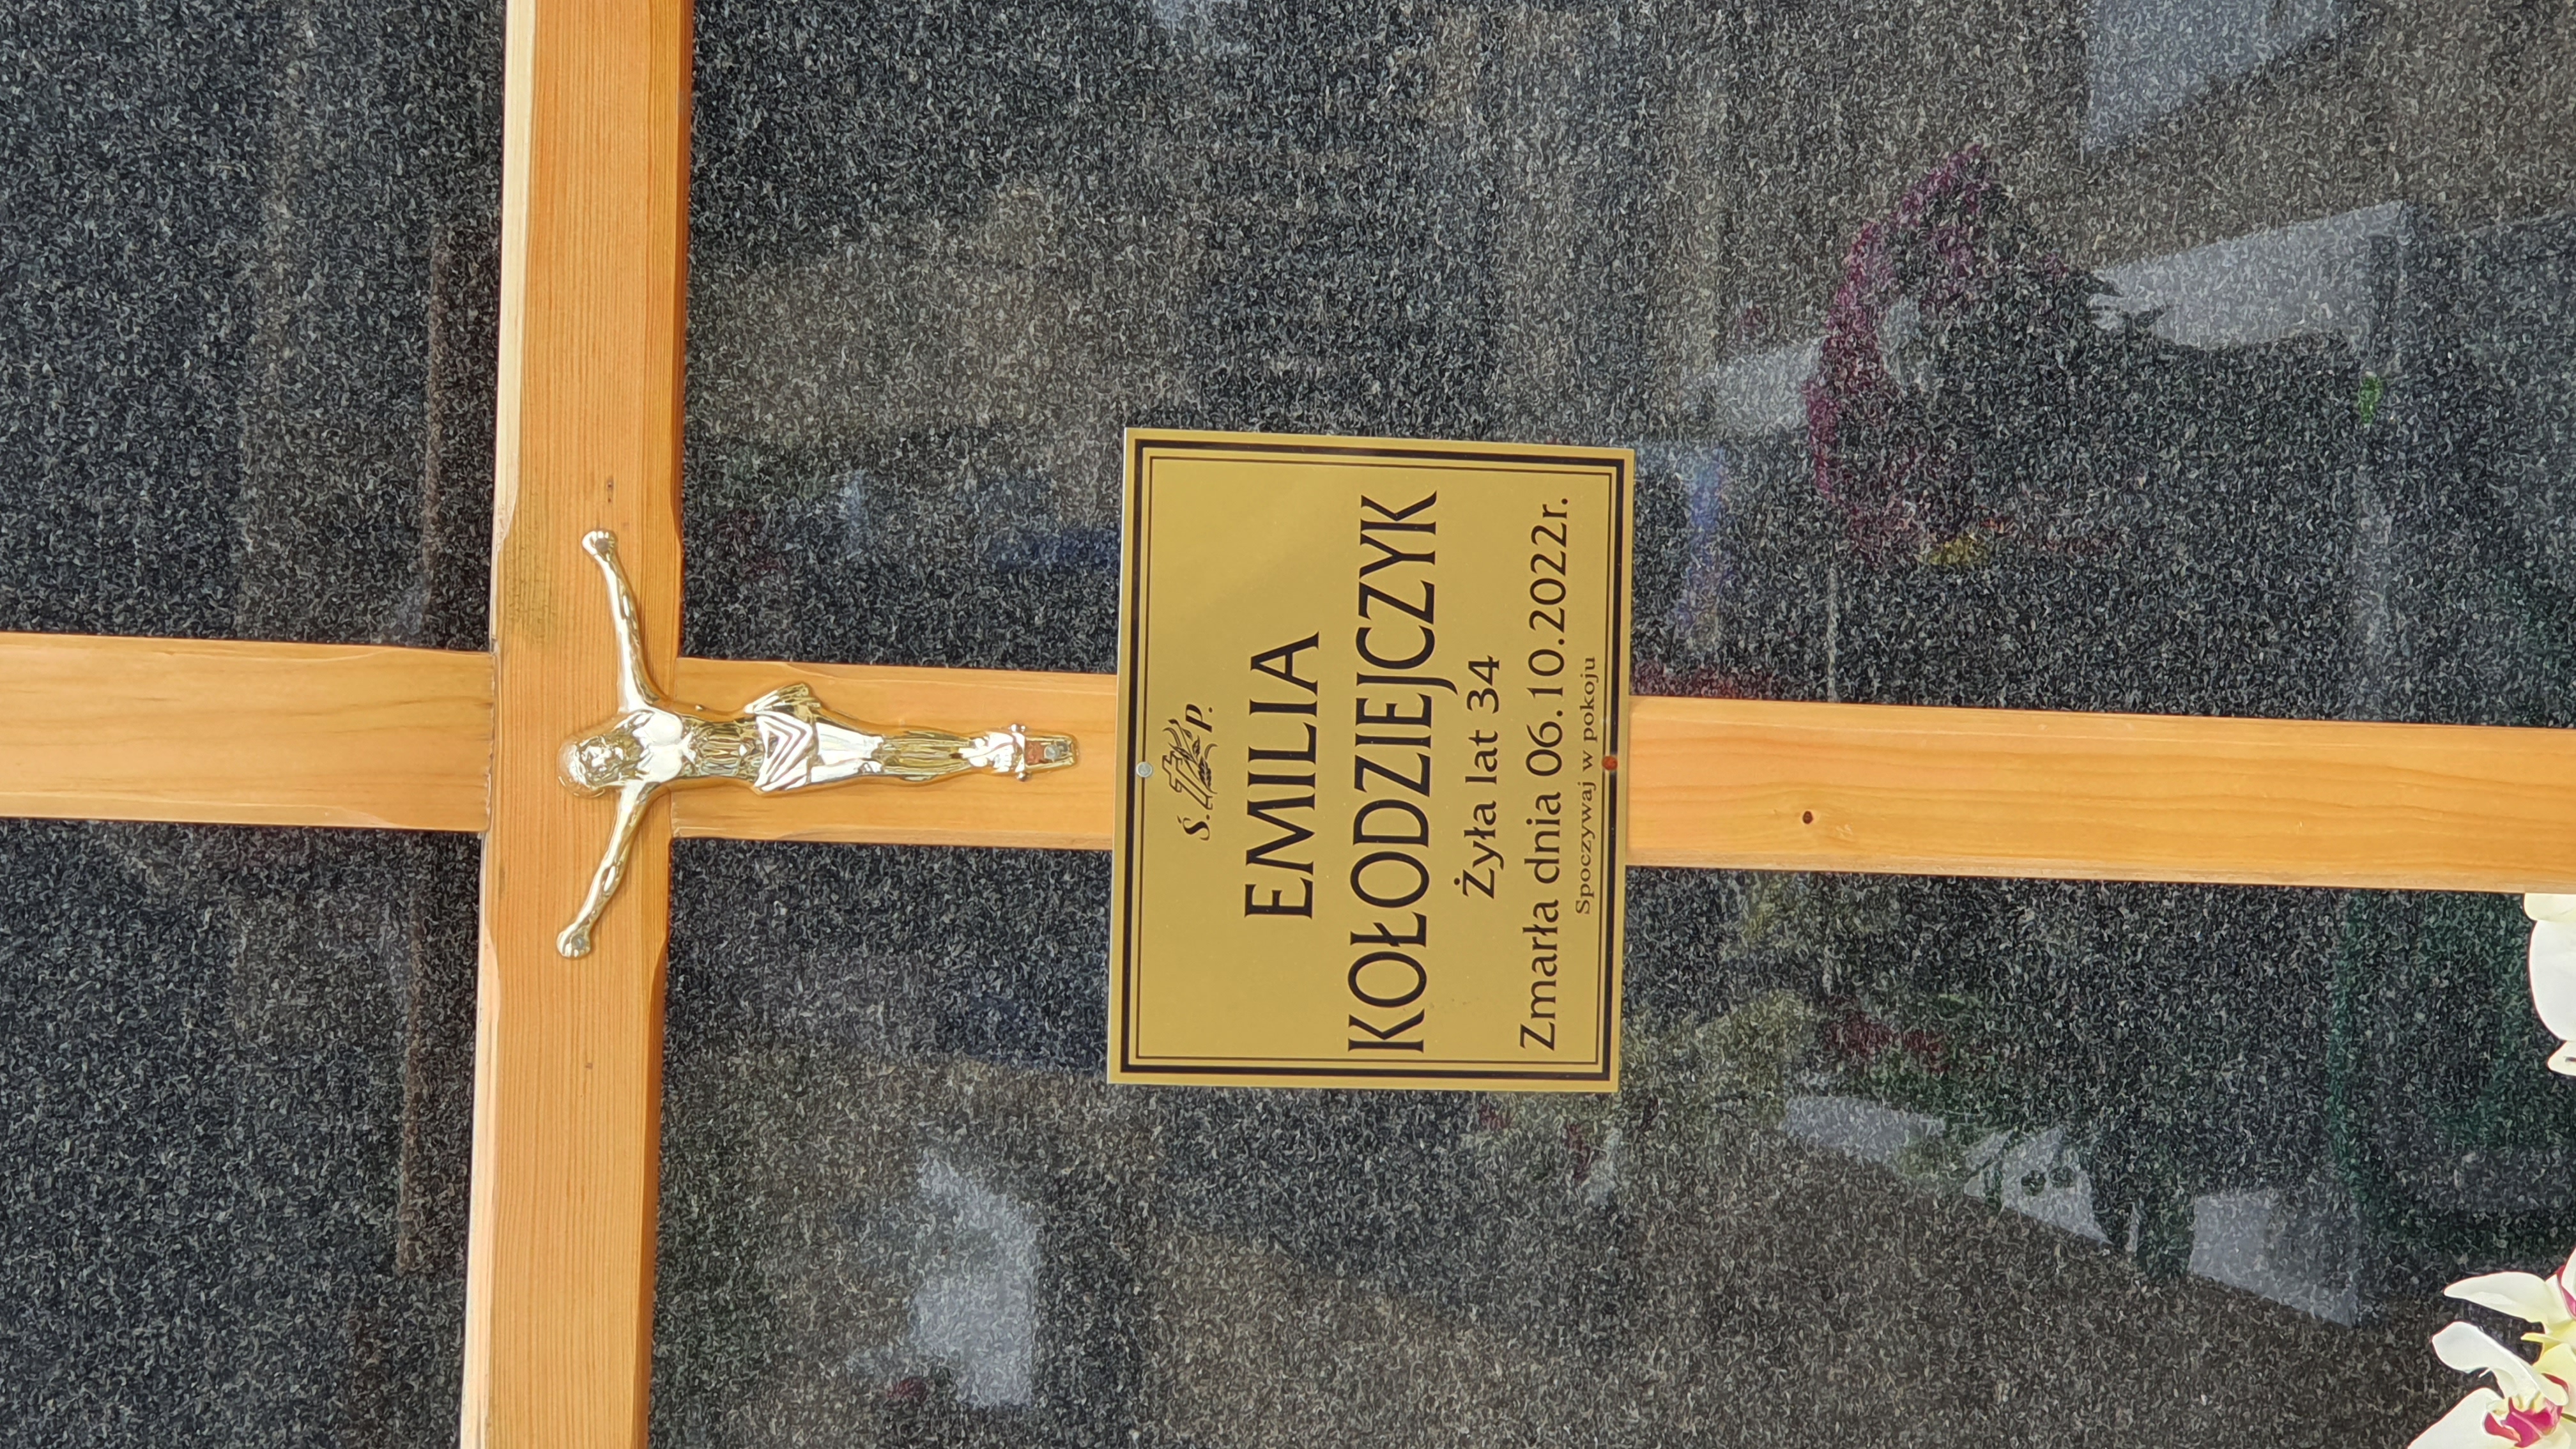 Ś. P.
EMILIA
KOŁODZIEJCZYK
Żyła lat 34
Zmarła dnia 06.10.2022r.
Spoczywaj w pokoju